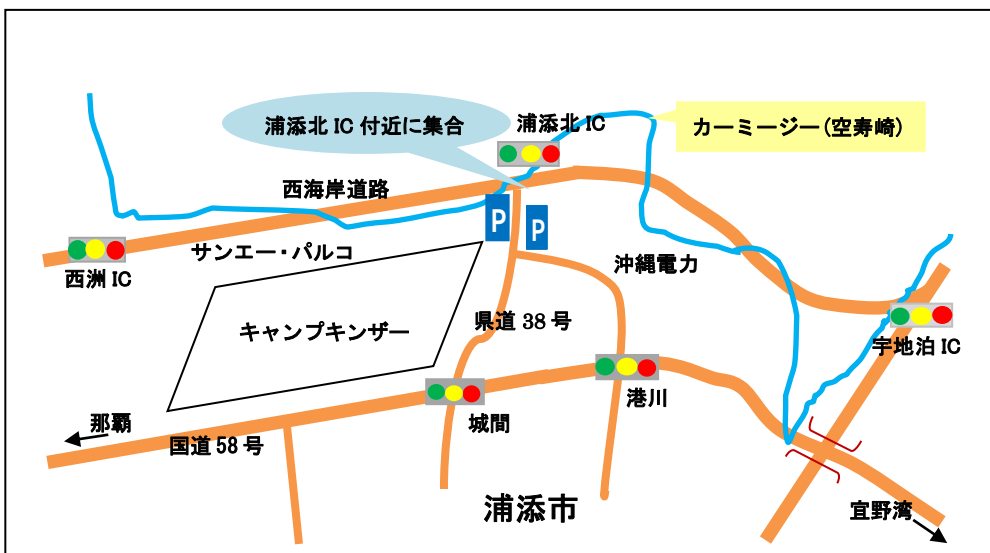 浦添北 IC 付近に集合
浦添北 IC
カーミージー(空寿崎)
西海岸道路
P
P
サンエー・パルコ
沖縄電力
西洲 IC
キャンプキンザー
県道 38 号
宇地泊 IC
港川
城間
那覇
国道 58 号
浦添市
宜野湾